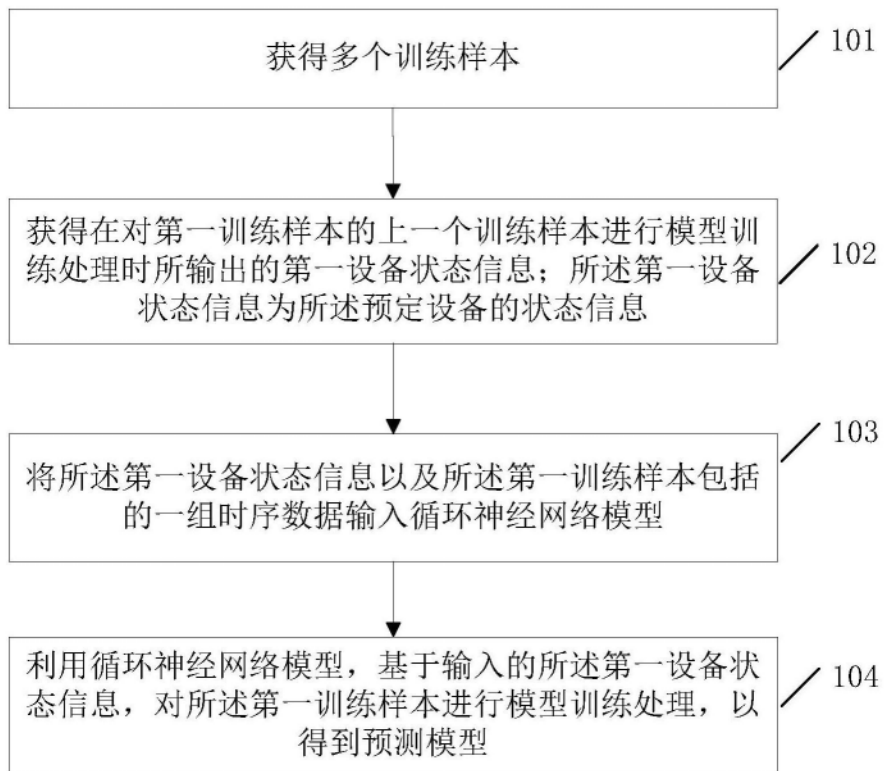 获得多个训练样本
101
获得在对第一训练样本的上一个训练样本进行模型训
练处理时所输出的第一设备状态信息；所述第一设备
状态信息为所述预定设备的状态信息
102
将所述第一设备状态信息以及所述第一训练样本包括
的一组时序数据输入循环神经网络模型
103
利用循环神经网络模型，基于输入的所述第一设备状
态信息，对所述第一训练样本进行模型训练处理，以
得到预测模型
104